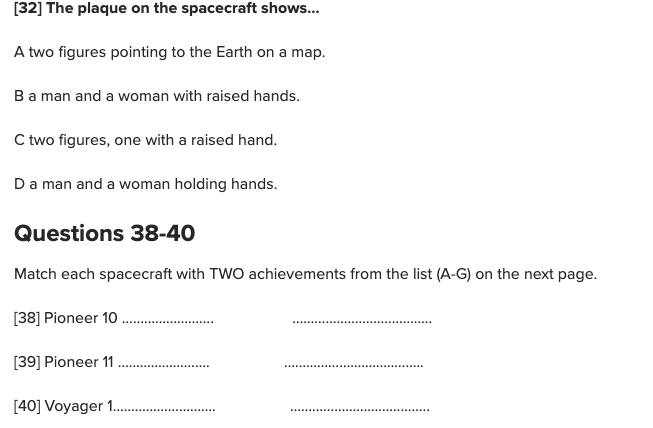 [32] The plaque on the spacecraft shows...
A two figures pointing to the Earth on a map.
B a man and a woman with raised hands.
C two figures, one with a raised hand.
D a man and a woman holding hands.
Questions 38-40
Match each spacecraft with TWO achievements from the list (A-G) on the next page.
[38] Pioneer 10 ......................... ......................................
[39] Pioneer 11 ......................... ......................................
[40] Voyager 1............................ ......................................